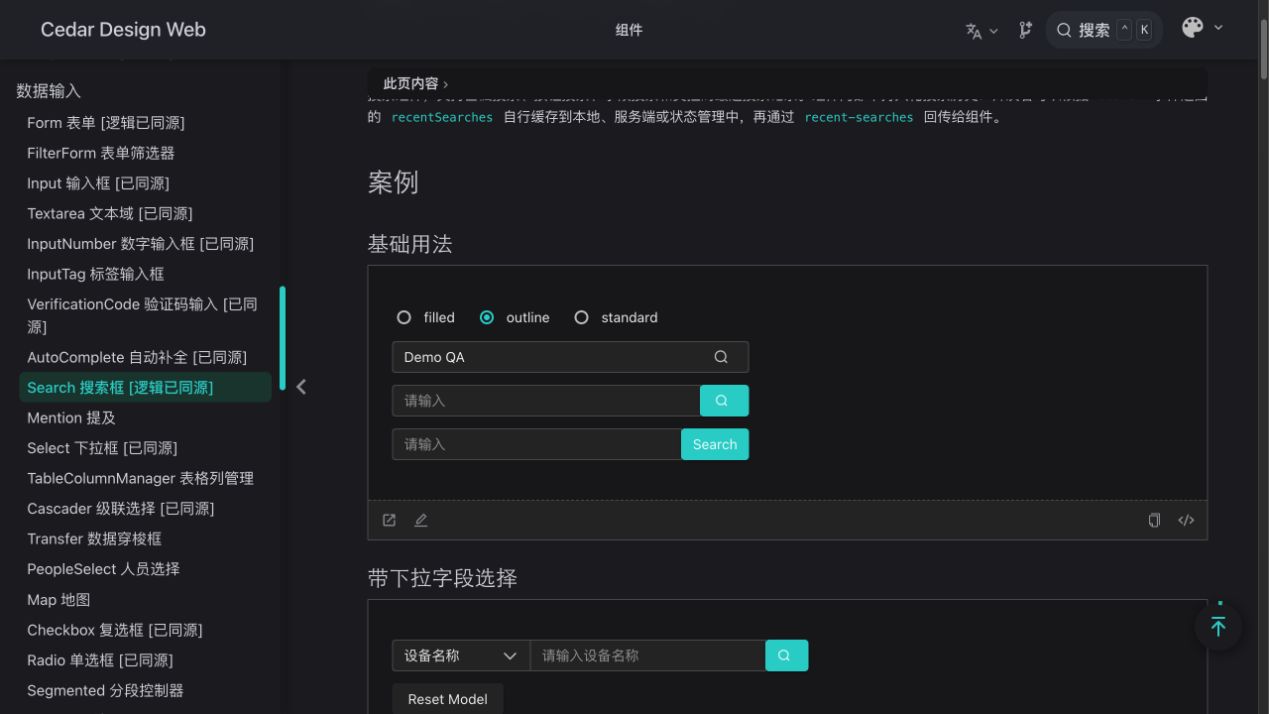 Cedar Design Web
组件
搜索 ^ K
数据输入
Form 表单 [逻辑已同源]
FilterForm 表单筛选器
Input 输入框 [已同源]
Textarea 文本域 [已同源]
InputNumber 数字输入框 [已同源]
InputTag 标签输入框
VerificationCode 验证码输入 [已同
源]
AutoComplete 自动补全 [已同源]
Search 搜索框 [逻辑已同源]
Mention 提及
Select 下拉框 [已同源]
TableColumnManager 表格列管理
Cascader 级联选择 [已同源]
Transfer 数据穿梭框
PeopleSelect 人员选择
Map 地图
Checkbox 复选框 [已同源]
Radio 单选框 [已同源]
Segmented 分段控制器
此页内容 ›
的 recentSearches 自行缓存到本地、服务端或状态管理中，再通过 recent-searches 回传给组件。
案例
基础用法
filled outline standard
Demo QA
请输入
请输入 Search
带下拉字段选择
设备名称 请输入设备名称
Reset Model